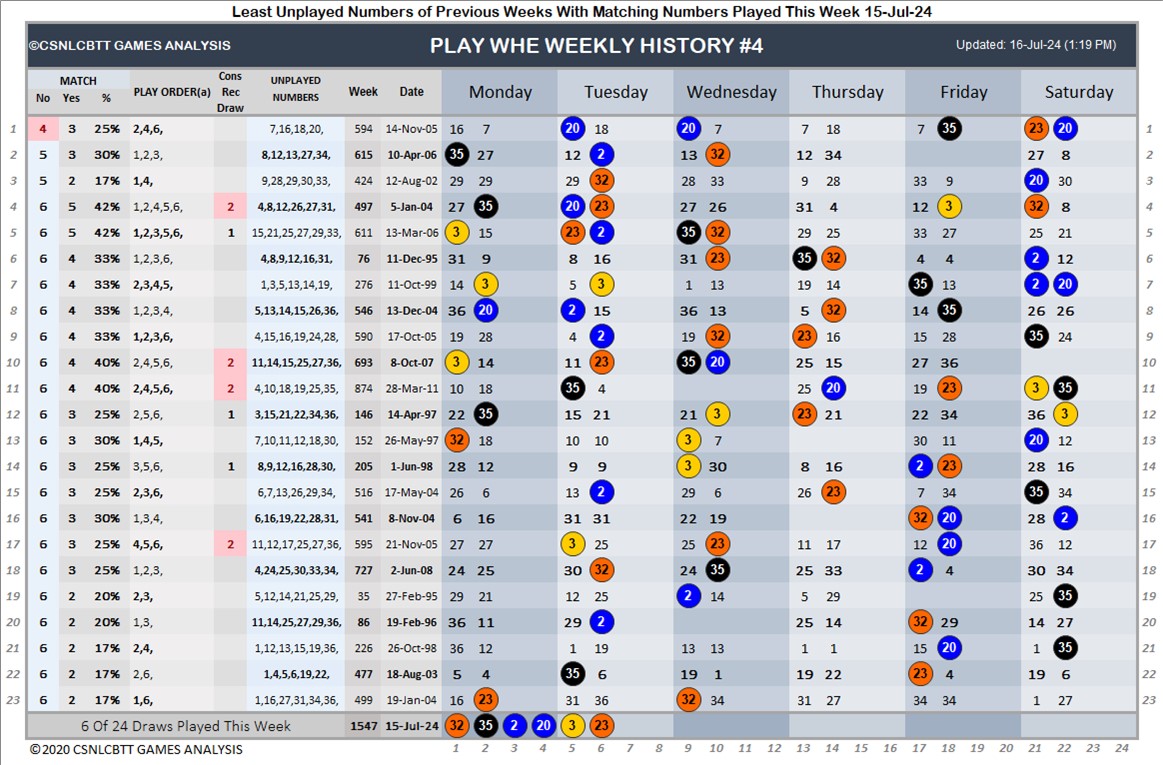 Least Unplayed Numbers of Previous Weeks With Matching Numbers Played This Week 15-Jul-24
©CSNLCBTT GAMES ANALYSIS PLAY WHE WEEKLY HISTORY #4 Updated: 16-Jul-24 (1:19 PM)
MATCH Cons Rec Draw UNPLAYED NUMBERS
No Yes % PLAY ORDER(a) Week Date Monday Tuesday Wednesday Thursday Friday Saturday
1 4 3 25% 2,4,6, 7,16,18,20, 594 14-Nov-05 16 7 20 18 20 7 7 18 7 35 23 20 1
2 5 3 30% 1,2,3, 8,12,13,27,34, 615 10-Apr-06 35 27 12 2 13 32 12 34 27 8 2
3 5 2 17% 1,4, 9,28,29,30,33, 424 12-Aug-02 29 29 29 32 28 33 9 28 33 9 20 30 3
4 6 5 42% 1,2,4,5,6, 2 4,8,12,26,27,31, 497 5-Jan-04 27 35 20 23 27 26 31 4 12 3 32 8 4
5 6 5 42% 1,2,3,5,6, 1 15,21,25,27,29,33, 611 13-Mar-06 3 15 23 2 35 32 29 25 33 27 25 21 5
6 6 4 33% 1,2,3,6, 4,8,9,12,16,31, 76 11-Dec-95 31 9 8 16 31 23 35 32 4 4 2 12 6
7 6 4 33% 2,3,4,5, 1,3,5,13,14,19, 276 11-Oct-99 14 3 5 3 1 13 19 14 35 13 2 20 7
8 6 4 33% 1,2,3,4, 5,13,14,15,26,36, 546 13-Dec-04 36 20 2 15 36 13 5 32 14 35 26 26 8
9 6 4 33% 1,2,3,6, 4,15,16,19,24,28, 590 17-Oct-05 19 28 4 2 19 32 23 16 15 28 35 24 9
10 6 4 40% 2,4,5,6, 2 11,14,15,25,27,36, 693 8-Oct-07 3 14 11 23 35 20 25 15 27 36 10
11 6 4 40% 2,4,5,6, 2 4,10,18,19,25,35, 874 28-Mar-11 10 18 35 4 25 20 19 23 3 35 11
12 6 3 25% 2,5,6, 1 3,15,21,22,34,36, 146 14-Apr-97 22 35 15 21 21 3 23 21 22 34 36 3 12
13 6 3 30% 1,4,5, 7,10,11,12,18,30, 152 26-May-97 32 18 10 10 3 7 30 11 20 12 13
14 6 3 25% 3,5,6, 1 8,9,12,16,28,30, 205 1-Jun-98 28 12 9 9 3 30 8 16 2 23 28 16 14
15 6 3 25% 2,3,6, 6,7,13,26,29,34, 516 17-May-04 26 6 13 2 29 6 26 23 7 34 35 34 15
16 6 3 30% 1,3,4, 6,16,19,22,28,31, 541 8-Nov-04 6 16 31 31 22 19 32 20 28 2 16
17 6 3 25% 4,5,6, 2 11,12,17,25,27,36, 595 21-Nov-05 27 27 3 25 25 23 11 17 12 20 36 12 17
18 6 3 25% 1,2,3, 4,24,25,30,33,34, 727 2-Jun-08 24 25 30 32 24 35 25 33 2 4 30 34 18
19 6 2 20% 2,3, 5,12,14,21,25,29, 35 27-Feb-95 29 21 12 25 2 14 5 29 25 35 19
20 6 2 20% 1,3, 11,14,25,27,29,36, 86 19-Feb-96 36 11 29 2 25 14 32 29 14 27 20
21 6 2 17% 2,4, 1,12,13,15,19,36, 226 26-Oct-98 36 12 1 19 13 13 1 1 15 20 1 35 21
22 6 2 17% 2,6, 1,4,5,6,19,22, 477 18-Aug-03 5 4 35 6 19 1 19 22 23 4 19 6 22
23 6 2 17% 1,6, 1,16,27,31,34,36, 499 19-Jan-04 16 23 31 36 32 34 31 27 34 34 1 27 23
6 Of 24 Draws Played This Week 1547 15-Jul-24 32 35 2 20 3 23
©2020 CSNLCBTT GAMES ANALYSIS 1 2 3 4 5 6 7 8 9 10 11 12 13 14 15 16 17 18 19 20 21 22 23 24